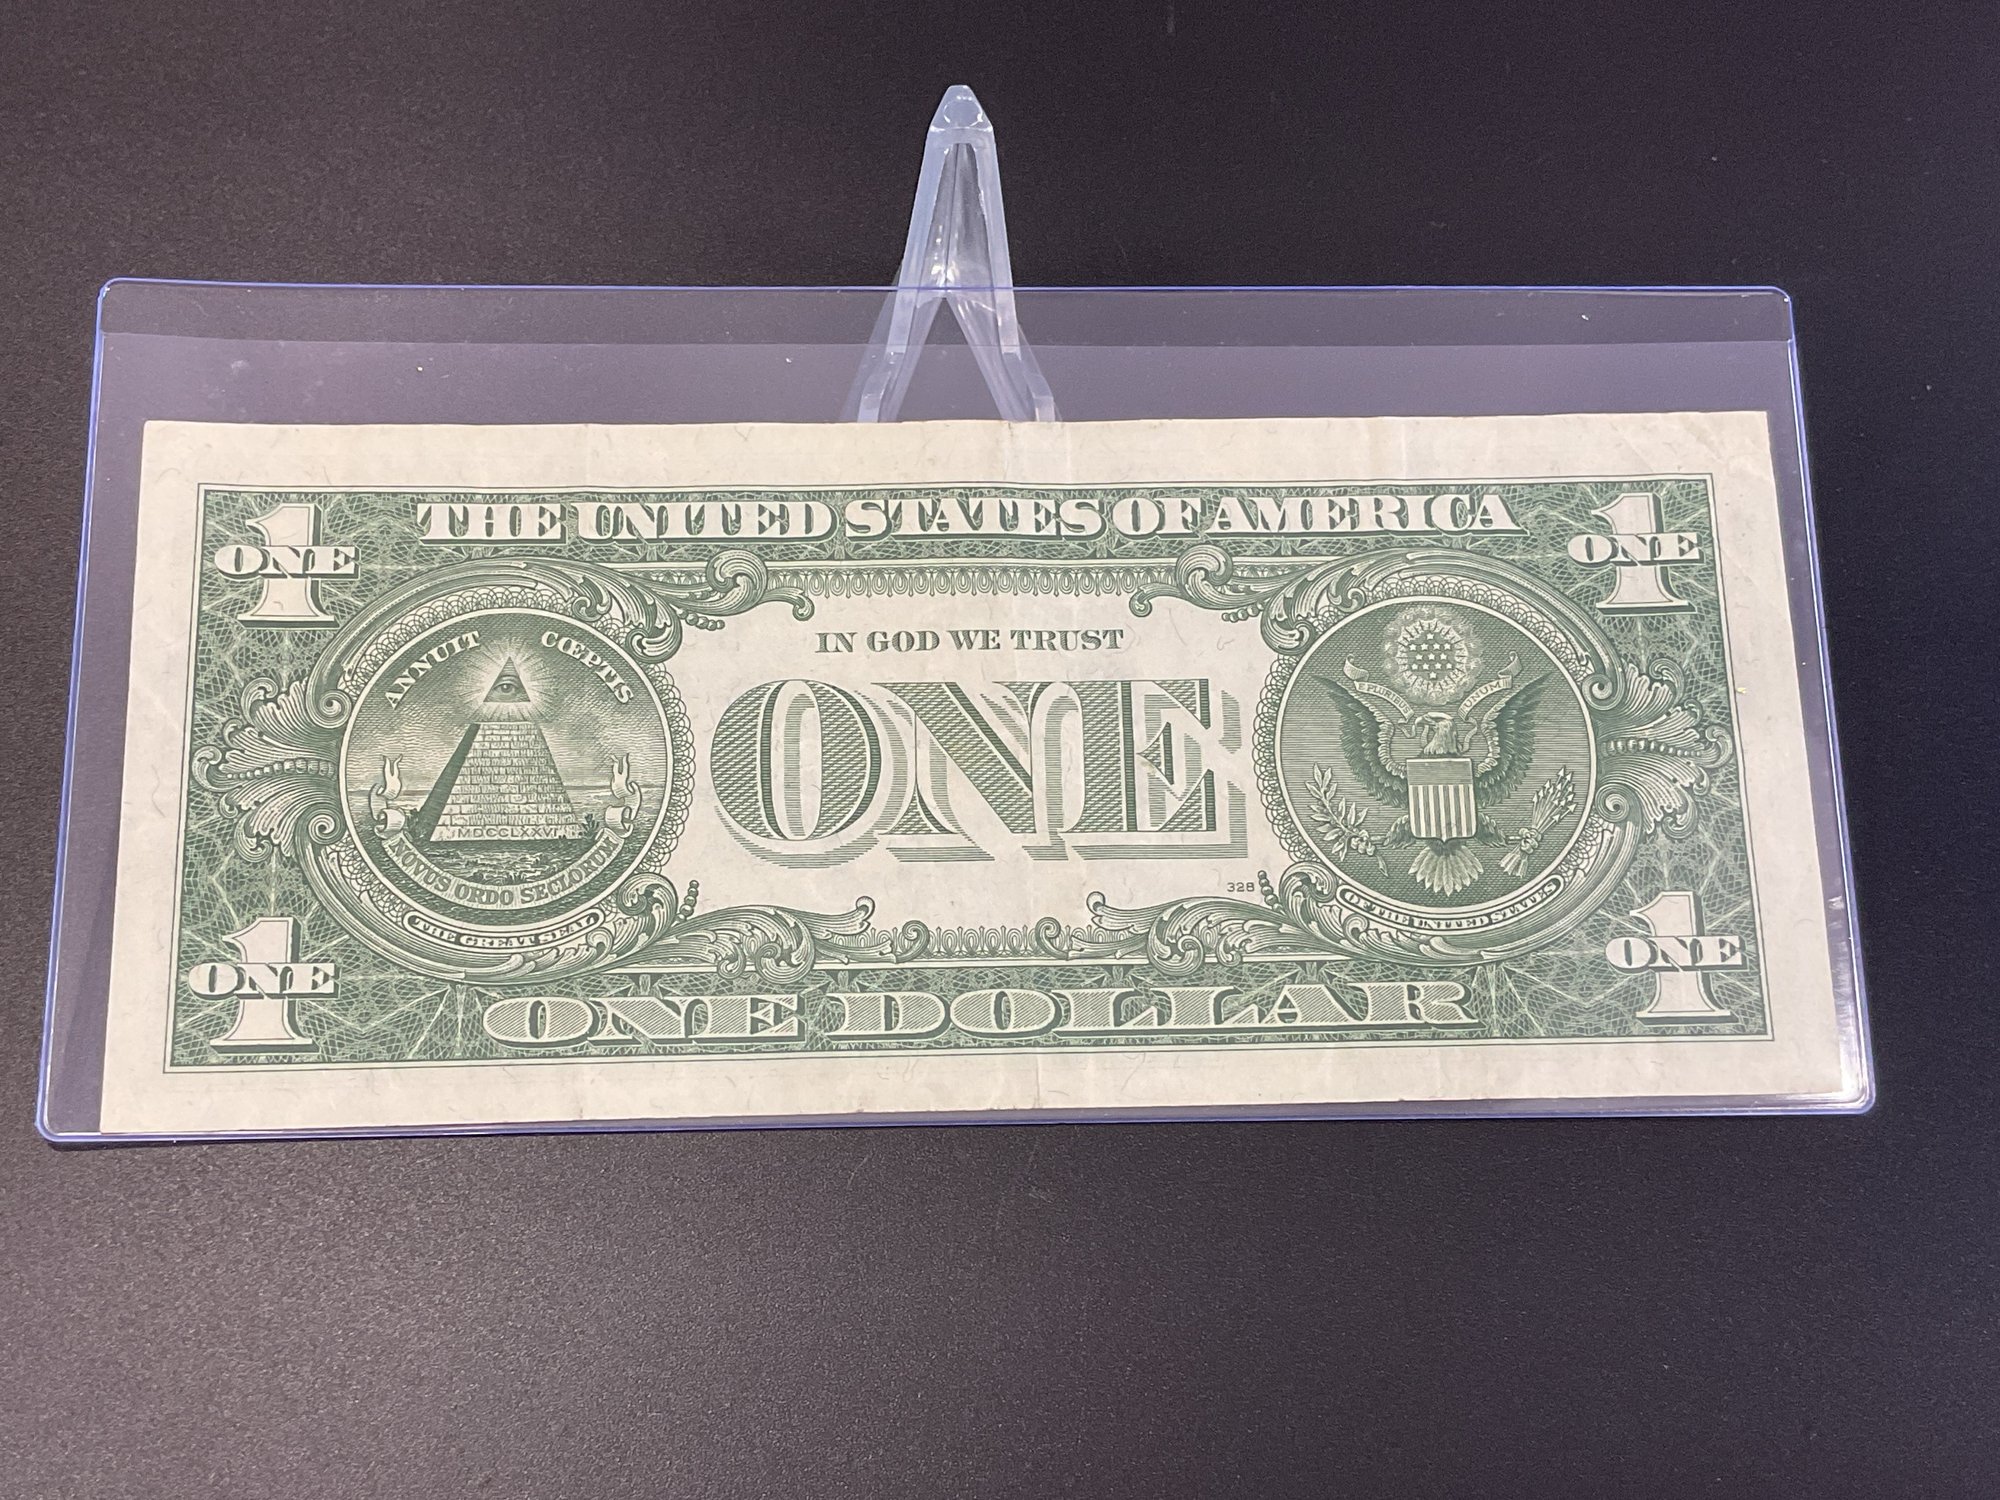 THE UNITED STATES OF AMERICA
1
ONE
1
ONE
ANNUIT CŒPTIS
IN GOD WE TRUST
E PLURIBUS UNUM
ONE
MDCCLXXVI
NOVUS ORDO SECLORUM
328
THE GREAT SEAL
OF THE UNITED STATES
1
ONE
1
ONE
ONE DOLLAR